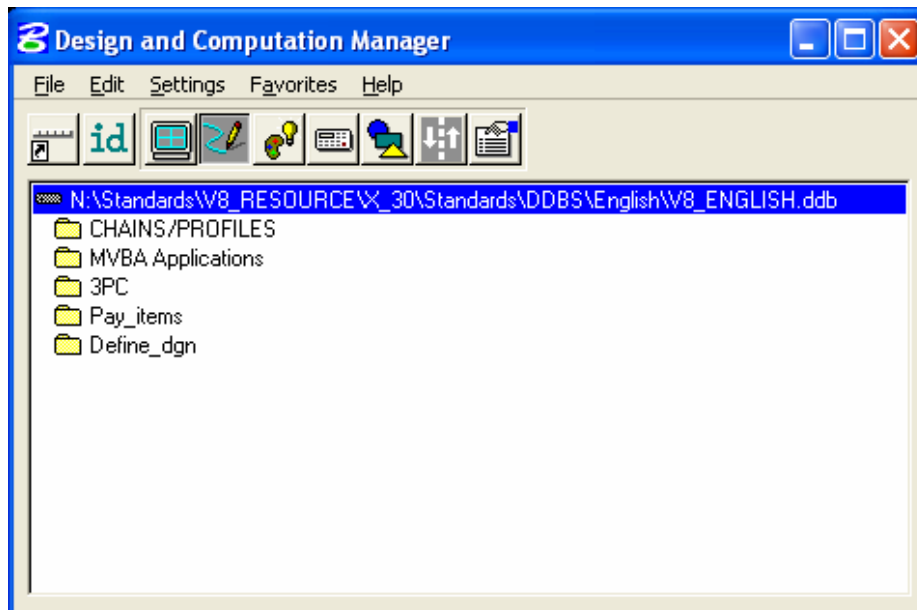 Design and Computation Manager
File Edit Settings Favorites Help
id
N:\Standards\V8_RESOURCE\X_30\Standards\DDBS\English\V8_ENGLISH.ddb
CHAINS/PROFILES
MVBA Applications
3PC
Pay_items
Define_dgn